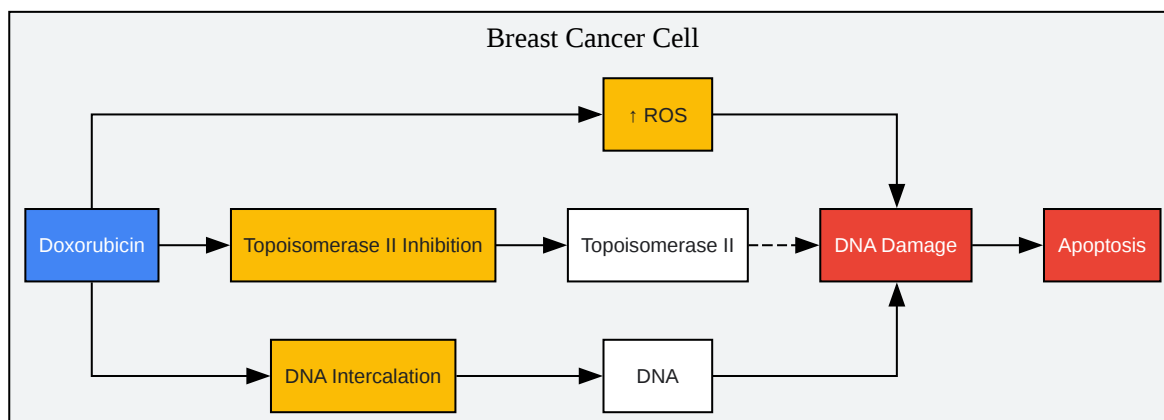 Breast Cancer Cell
↑ ROS
Doxorubicin
Topoisomerase II Inhibition
Topoisomerase II
DNA Damage
Apoptosis
DNA Intercalation
DNA